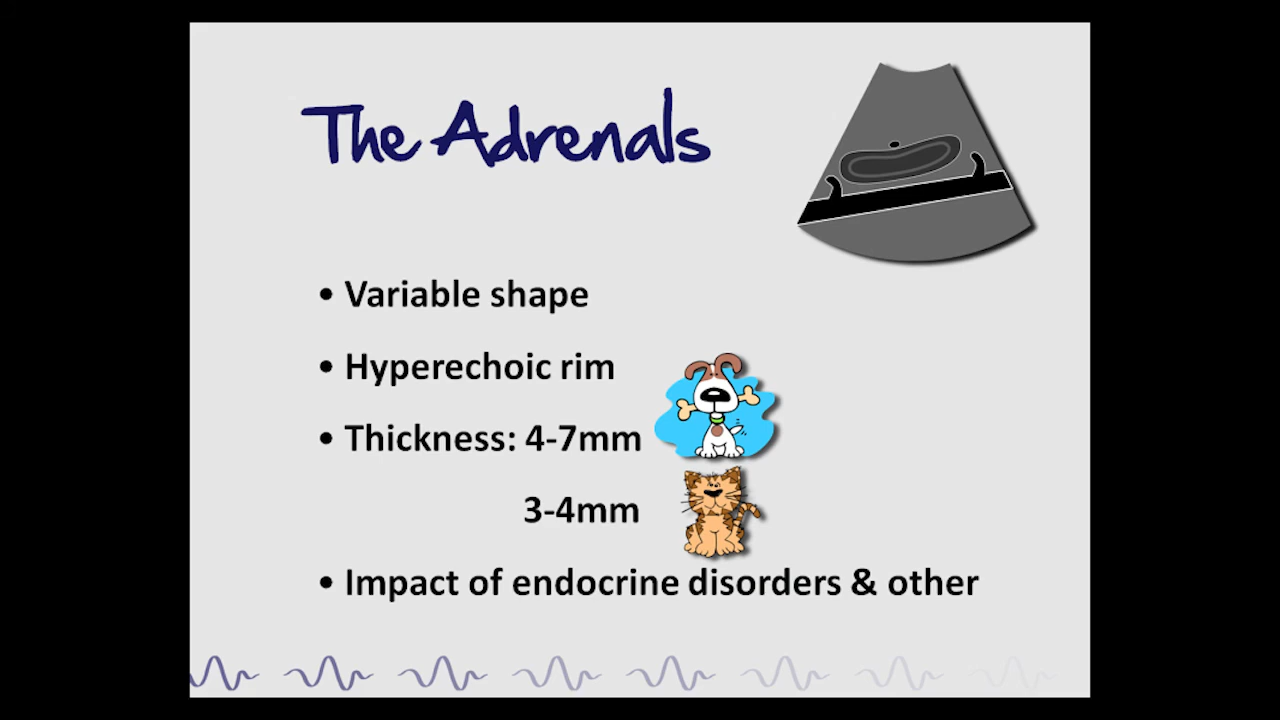 The Adrenals
• Variable shape
• Hyperechoic rim
• Thickness: 4-7mm
3-4mm
• Impact of endocrine disorders & other